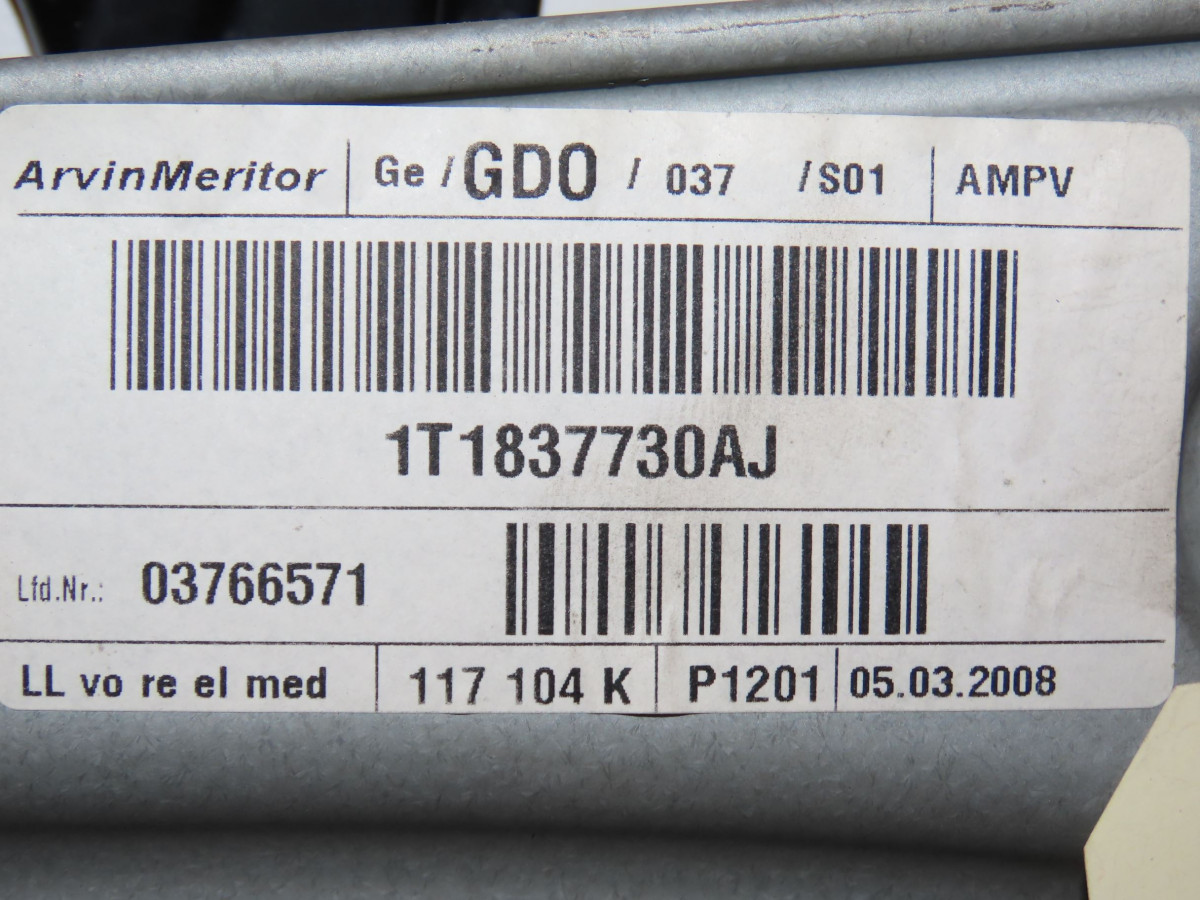 ArvinMeritor Ge / GDO / 037 / S01 AMPV
1T1837730AJ
Lfd.Nr.: 03766571
LL vo re el med 117 104 K P1201 05.03.2008